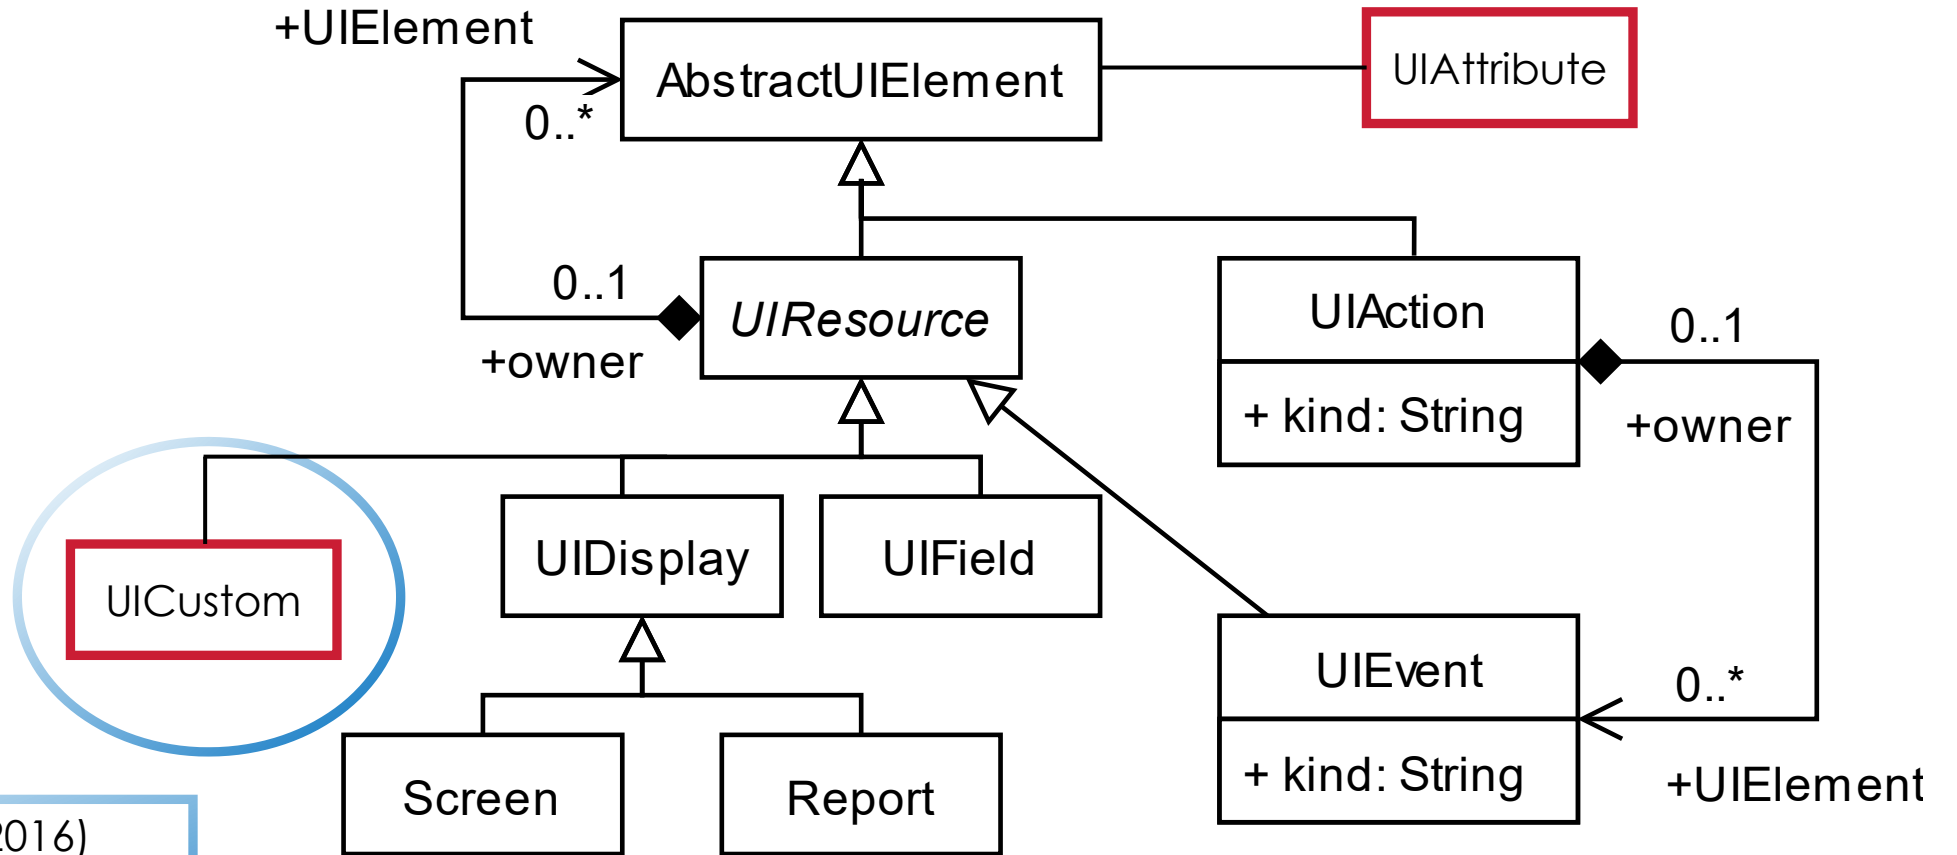 +UIElement
AbstractUIElement
UIAttribute
0..*
0..1
UIResource
+owner
UIAction
+ kind: String
0..1
+owner
UICustom
UIDisplay
UIField
UIEvent
+ kind: String
0..*
+UIElement
Screen
Report
2016)